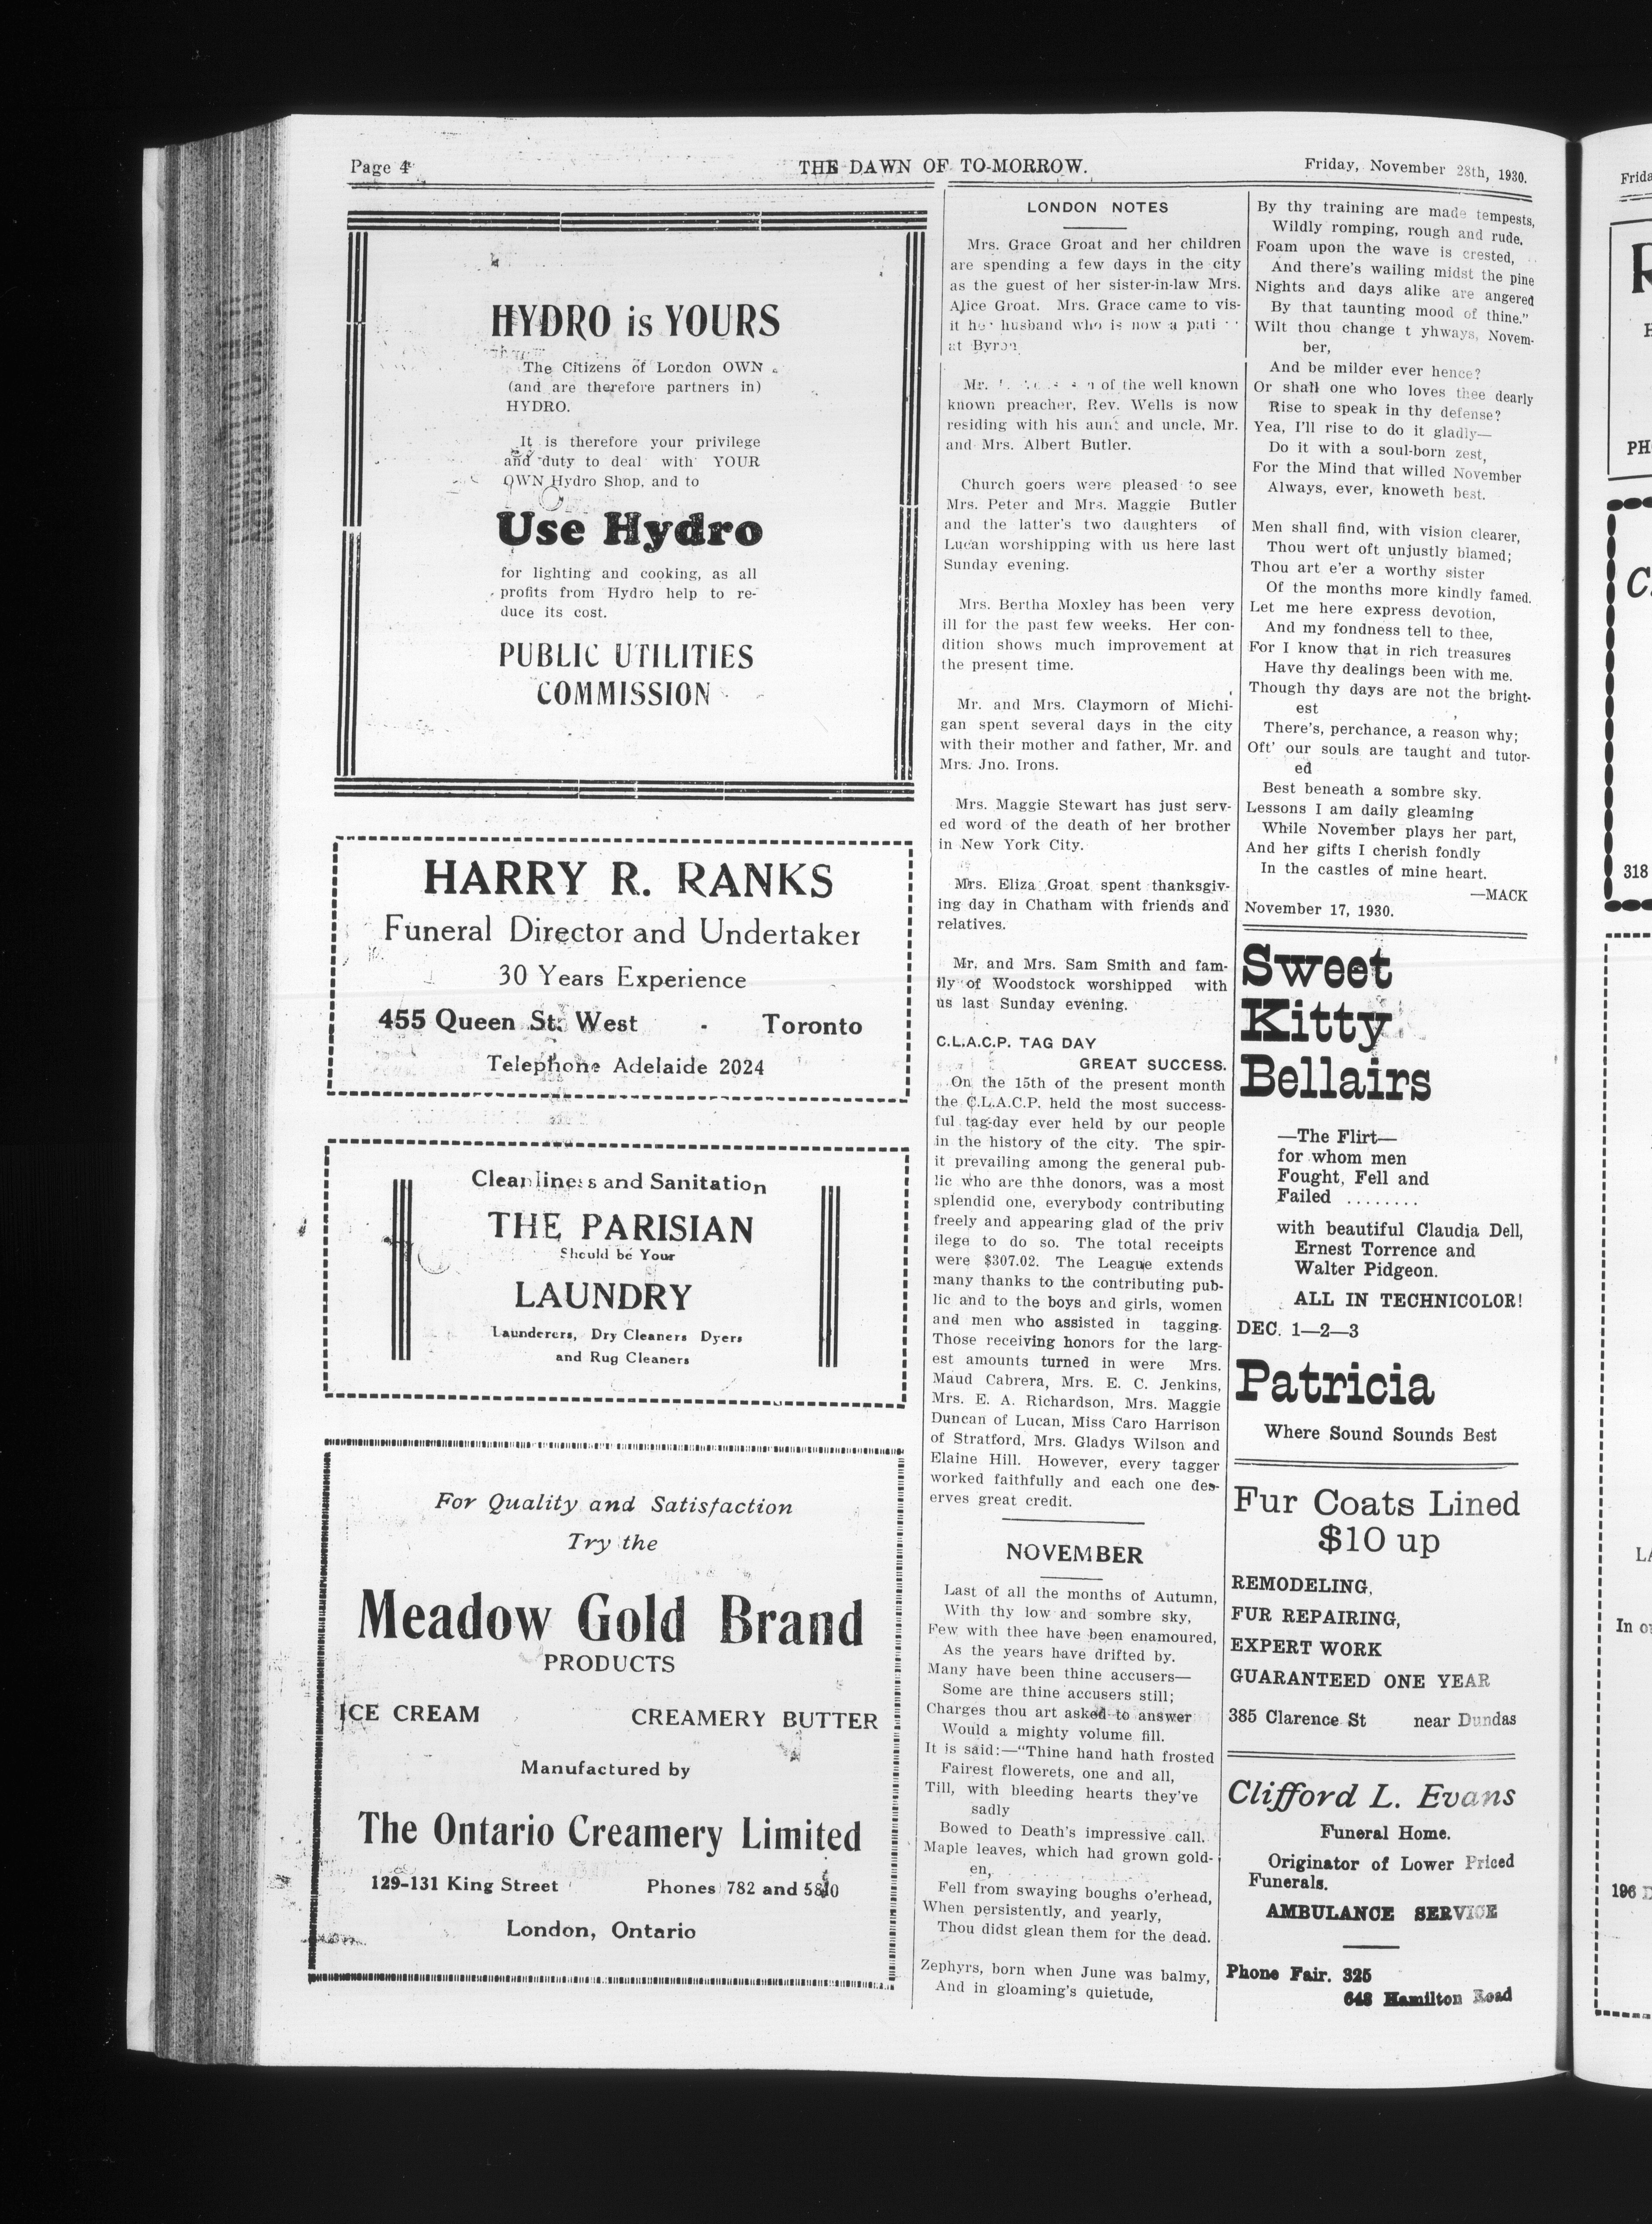 Page 4
THE DAWN OF TO-MORROW.
Friday, November 28th, 1930.
HYDRO is YOURS
The Citizens of London OWN
(and are therefore partners in)
HYDRO.
It is therefore your privilege
and duty to deal with YOUR
OWN Hydro Shop, and to
Use Hydro
for lighting and cooking, as all
profits from Hydro help to re-
duce its cost.
PUBLIC UTILITIES
COMMISSION
HARRY R. RANKS
Funeral Director and Undertaker
30 Years Experience
455 Queen St. West - Toronto
Telephone Adelaide 2024
Cleanliness and Sanitation
THE PARISIAN
Should be Your
LAUNDRY
Launderers, Dry Cleaners Dyers
and Rug Cleaners
For Quality and Satisfaction
Try the
Meadow Gold Brand
PRODUCTS
ICE CREAM CREAMERY BUTTER
Manufactured by
The Ontario Creamery Limited
129-131 King Street Phones 782 and
London, Ontario
LONDON NOTES
Mrs. Grace Groat and her children
are spending a few days in the city
as the guest of her sister-in-law Mrs.
Alice Groat. Mrs. Grace came to vis-
it her husband who is now a
at Byron
Mr. of the well known
known preacher, Rev. Wells is now
residing with his aunt and uncle, Mr.
and Mrs. Albert Butler.
Church goers were pleased to see
Mrs. Peter and Mrs. Maggie Butler
and the latter's two daughters of
Lucan worshipping with us here last
Sunday evening.
Mrs. Bertha Moxley has been very
ill for the past few weeks. Her con-
dition shows much improvement at
the present time.
Mr. and Mrs. Claymorn of Michi-
gan spent several days in the city
with their mother and father, Mr. and
Mrs. Jno. Irons.
Mrs. Maggie Stewart has just serv-
ed word of the death of her brother
in New York City.
Mrs. Eliza Groat spent thanksgiv-
ing day in Chatham with friends and
relatives.
Mr. and Mrs. Sam Smith and fam-
ily of Woodstock worshipped with
us last Sunday evening.
C.L.A.C.P. TAG DAY
GREAT SUCCESS.
On the 15th of the present month
the C.L.A.C.P. held the most success-
ful tag-day ever held by our people
in the history of the city. The spir-
it prevailing among the general pub-
lic who are thhe donors, was a most
splendid one, everybody contributing
freely and appearing glad of the priv
ilege to do so. The total receipts
were $307.02. The League extends
many thanks to the contributing pub-
lic and to the boys and girls, women
and men who assisted in tagging.
Those receiving honors for the larg-
est amounts turned in were Mrs.
Maud Cabrera, Mrs. E. C. Jenkins,
Mrs. E. A. Richardson, Mrs. Maggie
Duncan of Lucan, Miss Caro Harrison
of Stratford, Mrs. Gladys Wilson and
Elaine Hill. However, every tagger
worked faithfully and each one des-
erves great credit.
NOVEMBER
Last of all the months of Autumn,
With thy low and sombre sky,
Few with thee have been enamoured,
As the years have drifted by.
Many have been thine accusers—
Some are thine accusers still;
Charges thou art asked to answer
Would a mighty volume fill.
It is said:—"Thine hand hath frosted
Fairest flowerets, one and all,
Till, with bleeding hearts they've
sadly
Bowed to Death's impressive call.
Maple leaves, which had grown gold-
en,
Fell from swaying boughs o'erhead,
When persistently, and yearly,
Thou didst glean them for the dead.
Zephyrs, born when June was balmy,
And in gloaming's quietude,
By thy training are made tempests,
Wildly romping, rough and rude,
Foam upon the wave is crested,
And there's wailing midst the pine
Nights and days alike are angered
By that taunting mood of thine."
Wilt thou change t yhways, Novem-
ber,
And be milder ever hence?
Or shall one who loves thee dearly
Rise to speak in thy defense?
Yea, I'll rise to do it gladly—
Do it with a soul-born zest,
For the Mind that willed November
Always, ever, knoweth best.
Men shall find, with vision clearer,
Thou wert oft unjustly blamed;
Thou art e'er a worthy sister
Of the months more kindly famed.
Let me here express devotion,
And my fondness tell to thee,
For I know that in rich treasures
Have thy dealings been with me.
Though thy days are not the bright-
est
There's, perchance, a reason why;
Oft' our souls are taught and tutor-
ed
Best beneath a sombre sky.
Lessons I am daily gleaming
While November plays her part,
And her gifts I cherish fondly
In the castles of mine heart.
—MACK
November 17, 1930.
Sweet
Kitty
Bellairs
—The Flirt—
for whom men
Fought, Fell and
Failed ........
with beautiful Claudia Dell,
Ernest Torrence and
Walter Pidgeon.
ALL IN TECHNICOLOR!
DEC. 1—2—3
Patricia
Where Sound Sounds Best
Fur Coats Lined
$10 up
REMODELING,
FUR REPAIRING,
EXPERT WORK
GUARANTEED ONE YEAR
385 Clarence St near Dundas
Clifford L. Evans
Funeral Home.
Originator of Lower Priced
Funerals.
AMBULANCE SERVICE
Phone Fair. 325
648 Hamilton Road
318
In
196